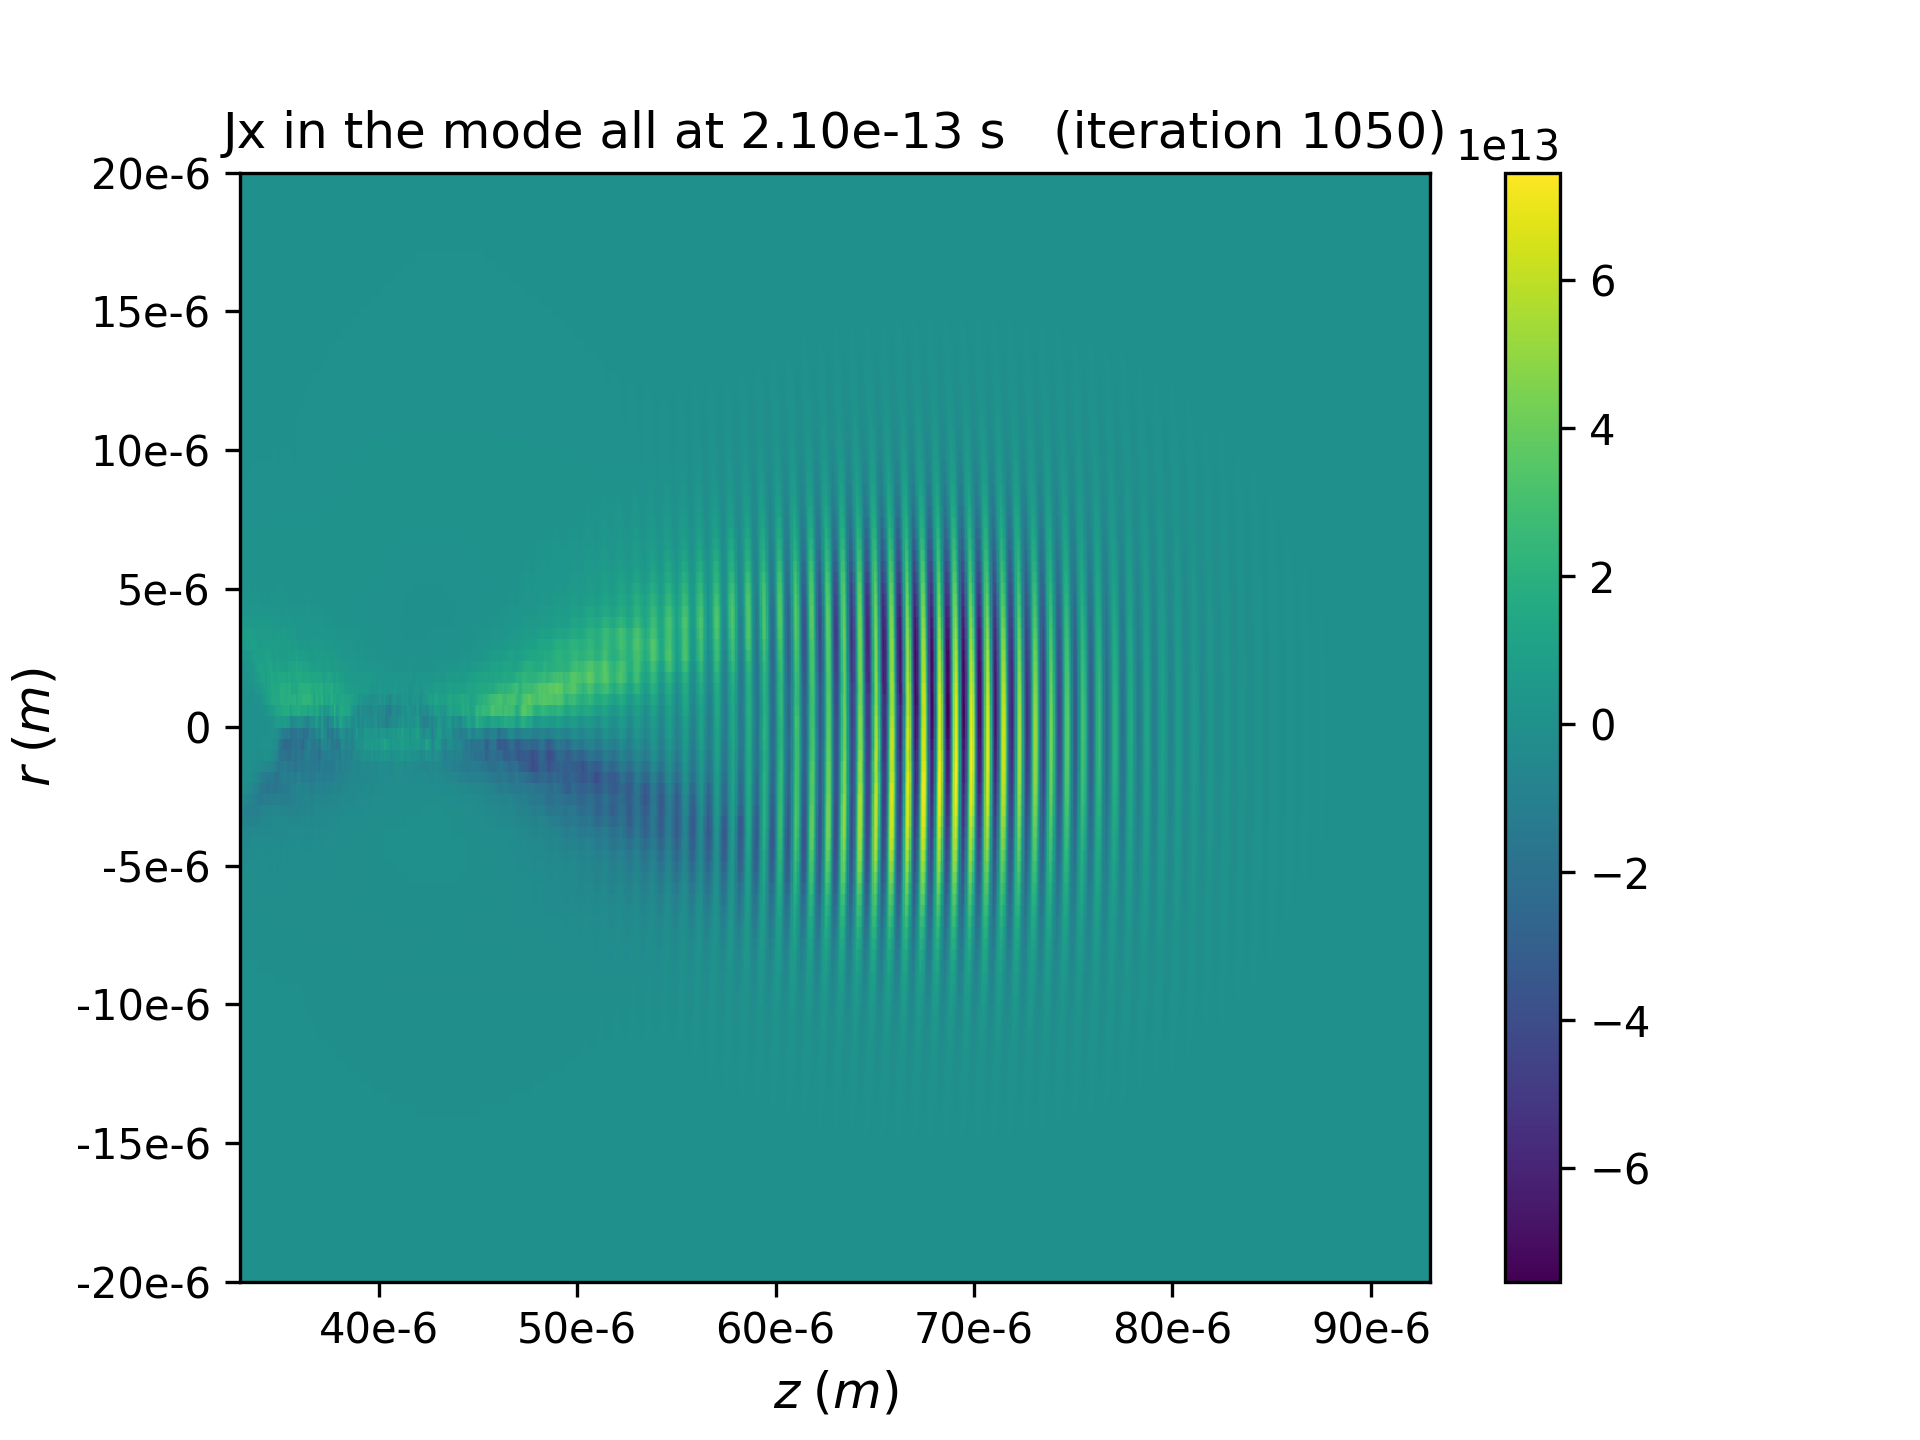 Jx in the mode all at 2.10e-13 s   (iteration 1050)
1e13
20e-6
15e-6
10e-6
5e-6
0
-5e-6
-10e-6
-15e-6
-20e-6
r (m)
40e-6
50e-6
60e-6
70e-6
80e-6
90e-6
z (m)
6
4
2
0
−2
−4
−6